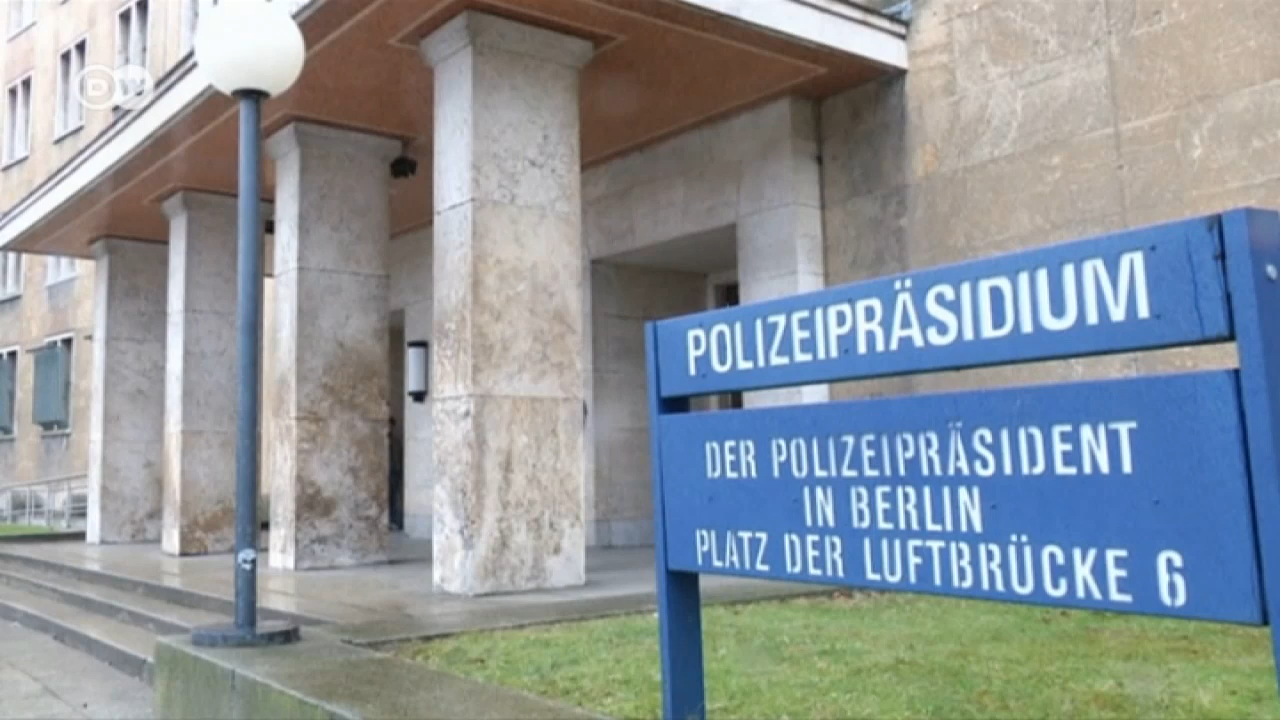 DW
POLIZEIPRÄSIDIUM
DER POLIZEIPRÄSIDENT
IN BERLIN
PLATZ DER LUFTBRÜCKE 6